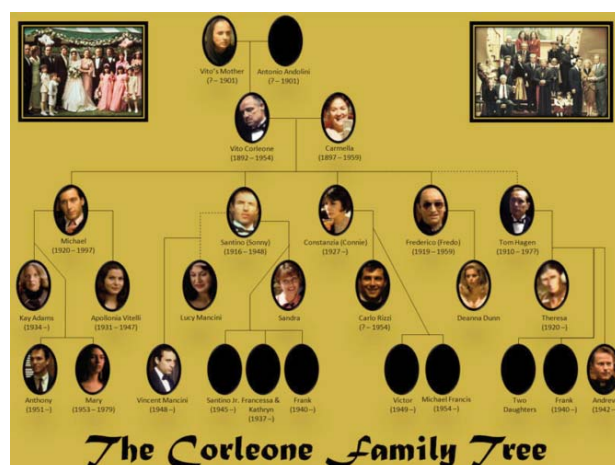 Vito's Mother
(? – 1901)
Antonio Andolini
(? – 1901)
Vito Corleone
(1892 – 1954)
Carmella
(1897 – 1959)
Michael
(1920 – 1997)
Santino (Sonny)
(1916 – 1948)
Constanzia (Connie)
(1927 –)
Frederico (Fredo)
(1919 – 1959)
Tom Hagen
(1910 – 1977)
Kay Adams
(1934 –)
Apollonia Vitelli
(1931 – 1947)
Lucy Mancini
Sandra
Carlo Rizzi
(? – 1954)
Deanna Dunn
Theresa
(1920 –)
Anthony
(1951 –)
Mary
(1953 – 1979)
Vincent Mancini
(1948 –)
Santino Jr.
(1945 –)
Francessa &
Kathryn
(1937 –)
Frank
(1940 –)
Victor
(1949 –)
Michael Francis
(1954 –)
Two
Daughters
Frank
(1940 –)
Andrew
(1942 –)
The Corleone Family Tree